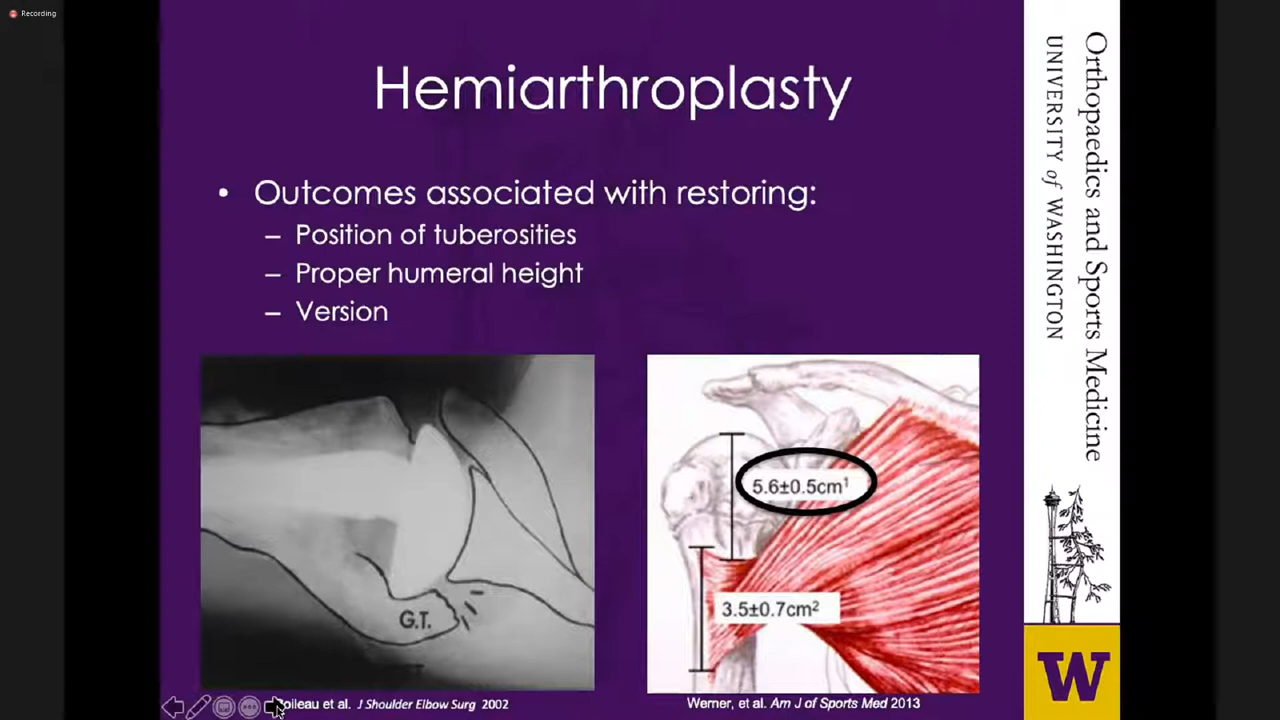 Recording
Hemiarthroplasty
• Outcomes associated with restoring:
– Position of tuberosities
– Proper humeral height
– Version
G.T.
5.6±0.5cm¹
3.5±0.7cm²
et al. J Shoulder Elbow Surg 2002
Werner, et al. Am J of Sports Med 2013
Orthopaedics and Sports Medicine
UNIVERSITY of WASHINGTON
W